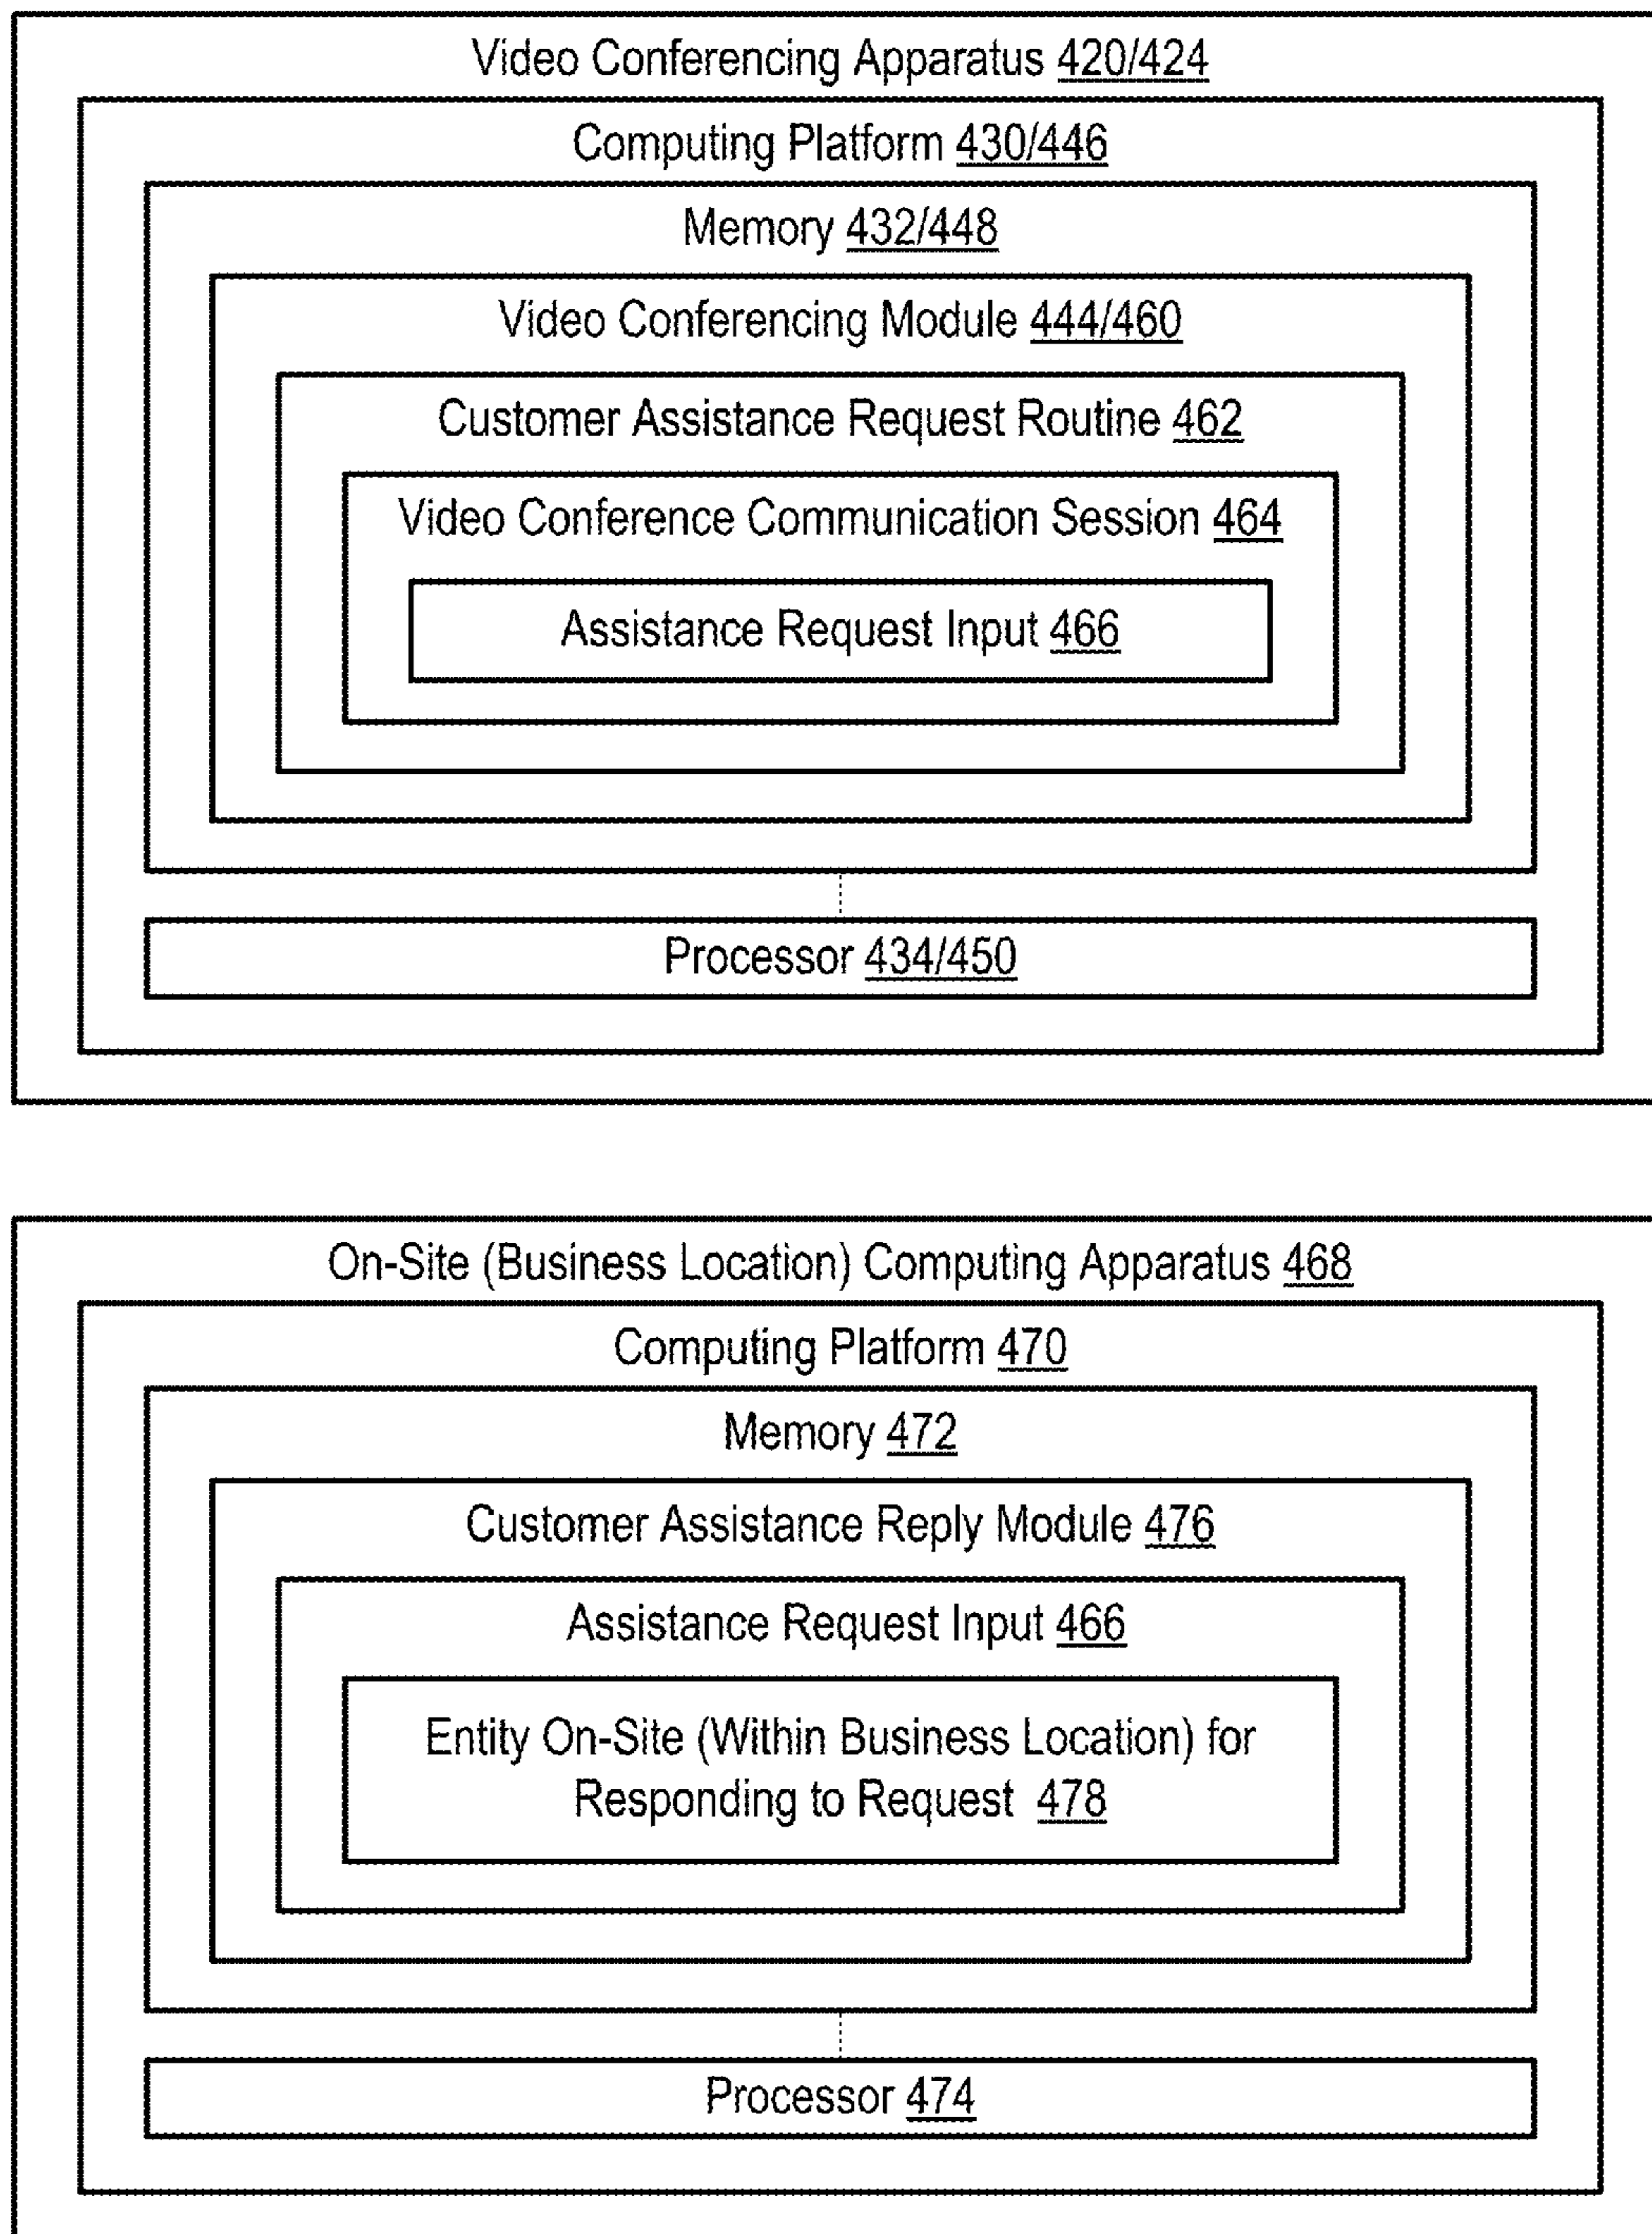 Video Conferencing Apparatus 420/424
Computing Platform 430/446
Memory 432/448
Video Conferencing Module 444/460
Customer Assistance Request Routine 462
Video Conference Communication Session 464
Assistance Request Input 466
Processor 434/450
On-Site (Business Location) Computing Apparatus 468
Computing Platform 470
Memory 472
Customer Assistance Reply Module 476
Assistance Request Input 466
Entity On-Site (Within Business Location) for
Responding to Request 478
Processor 474